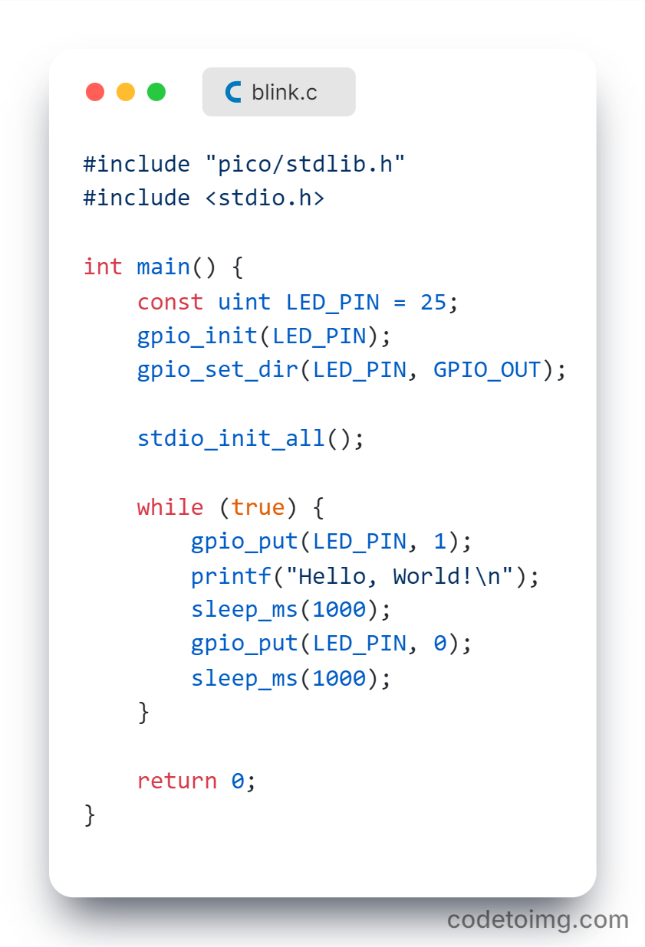 blink.c
#include "pico/stdlib.h"
#include <stdio.h>
int main() {
    const uint LED_PIN = 25;
    gpio_init(LED_PIN);
    gpio_set_dir(LED_PIN, GPIO_OUT);
    stdio_init_all();
    while (true) {
        gpio_put(LED_PIN, 1);
        printf("Hello, World!\n");
        sleep_ms(1000);
        gpio_put(LED_PIN, 0);
        sleep_ms(1000);
    }
    return 0;
}
codetoimg.com